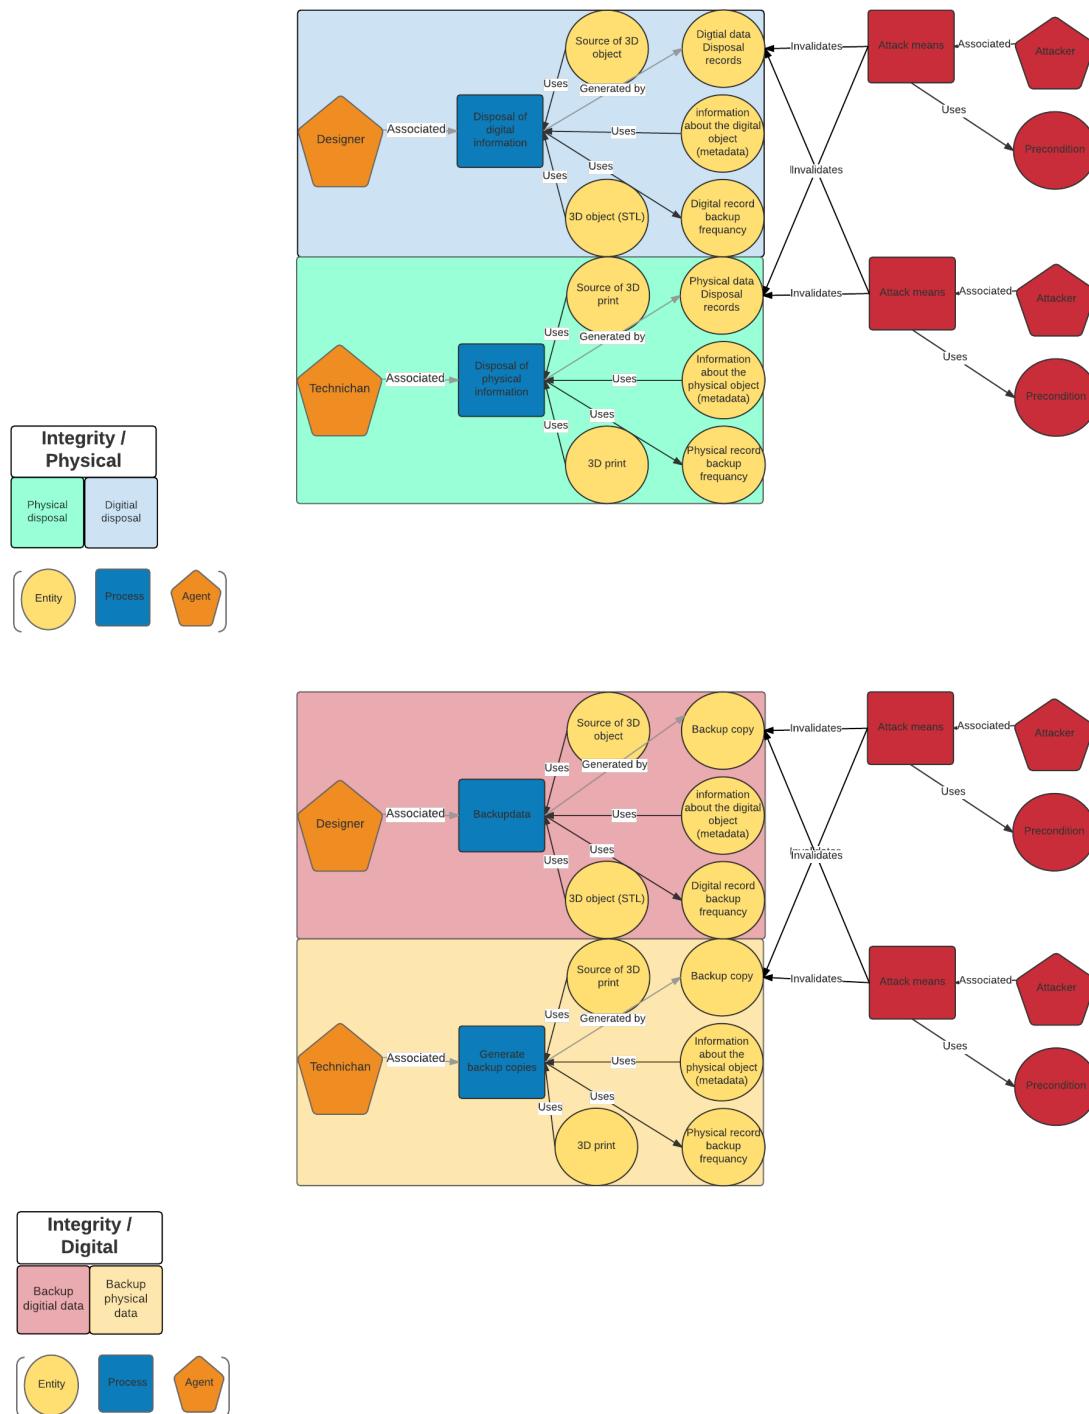 Source of 3D
object
Digtial data
Disposal
records
Invalidates
Attack means
Associated
Attacker
Uses
Generated by
Uses
Designer
Associated
Disposal of
digital
information
Uses
information
about the digital
object
(metadata)
Precondition
Uses
Uses
Invalidates
3D object (STL)
Digital record
backup
frequancy
Source of 3D
print
Physical data
Disposal
records
Invalidates
Attack means
Associated
Attacker
Uses
Generated by
Uses
Technichan
Associated
Disposal of
physical
information
Uses
Information
about the
physical object
(metadata)
Precondition
Uses
Uses
3D print
Physical record
backup
frequancy
Integrity /
Physical
Physical
disposal
Digitial
disposal
Entity
Process
Agent
Source of 3D
object
Backup copy
Invalidates
Attack means
Associated
Attacker
Uses
Generated by
Uses
Designer
Associated
Backupdata
Uses
information
about the digital
object
(metadata)
Precondition
Uses
Uses
Invalidates
3D object (STL)
Digital record
backup
frequancy
Source of 3D
print
Backup copy
Invalidates
Attack means
Associated
Attacker
Uses
Generated by
Uses
Technichan
Associated
Generate
backup copies
Uses
Information
about the
physical object
(metadata)
Precondition
Uses
Uses
3D print
Physical record
backup
frequancy
Integrity /
Digital
Backup
digitial data
Backup
physical
data
Entity
Process
Agent